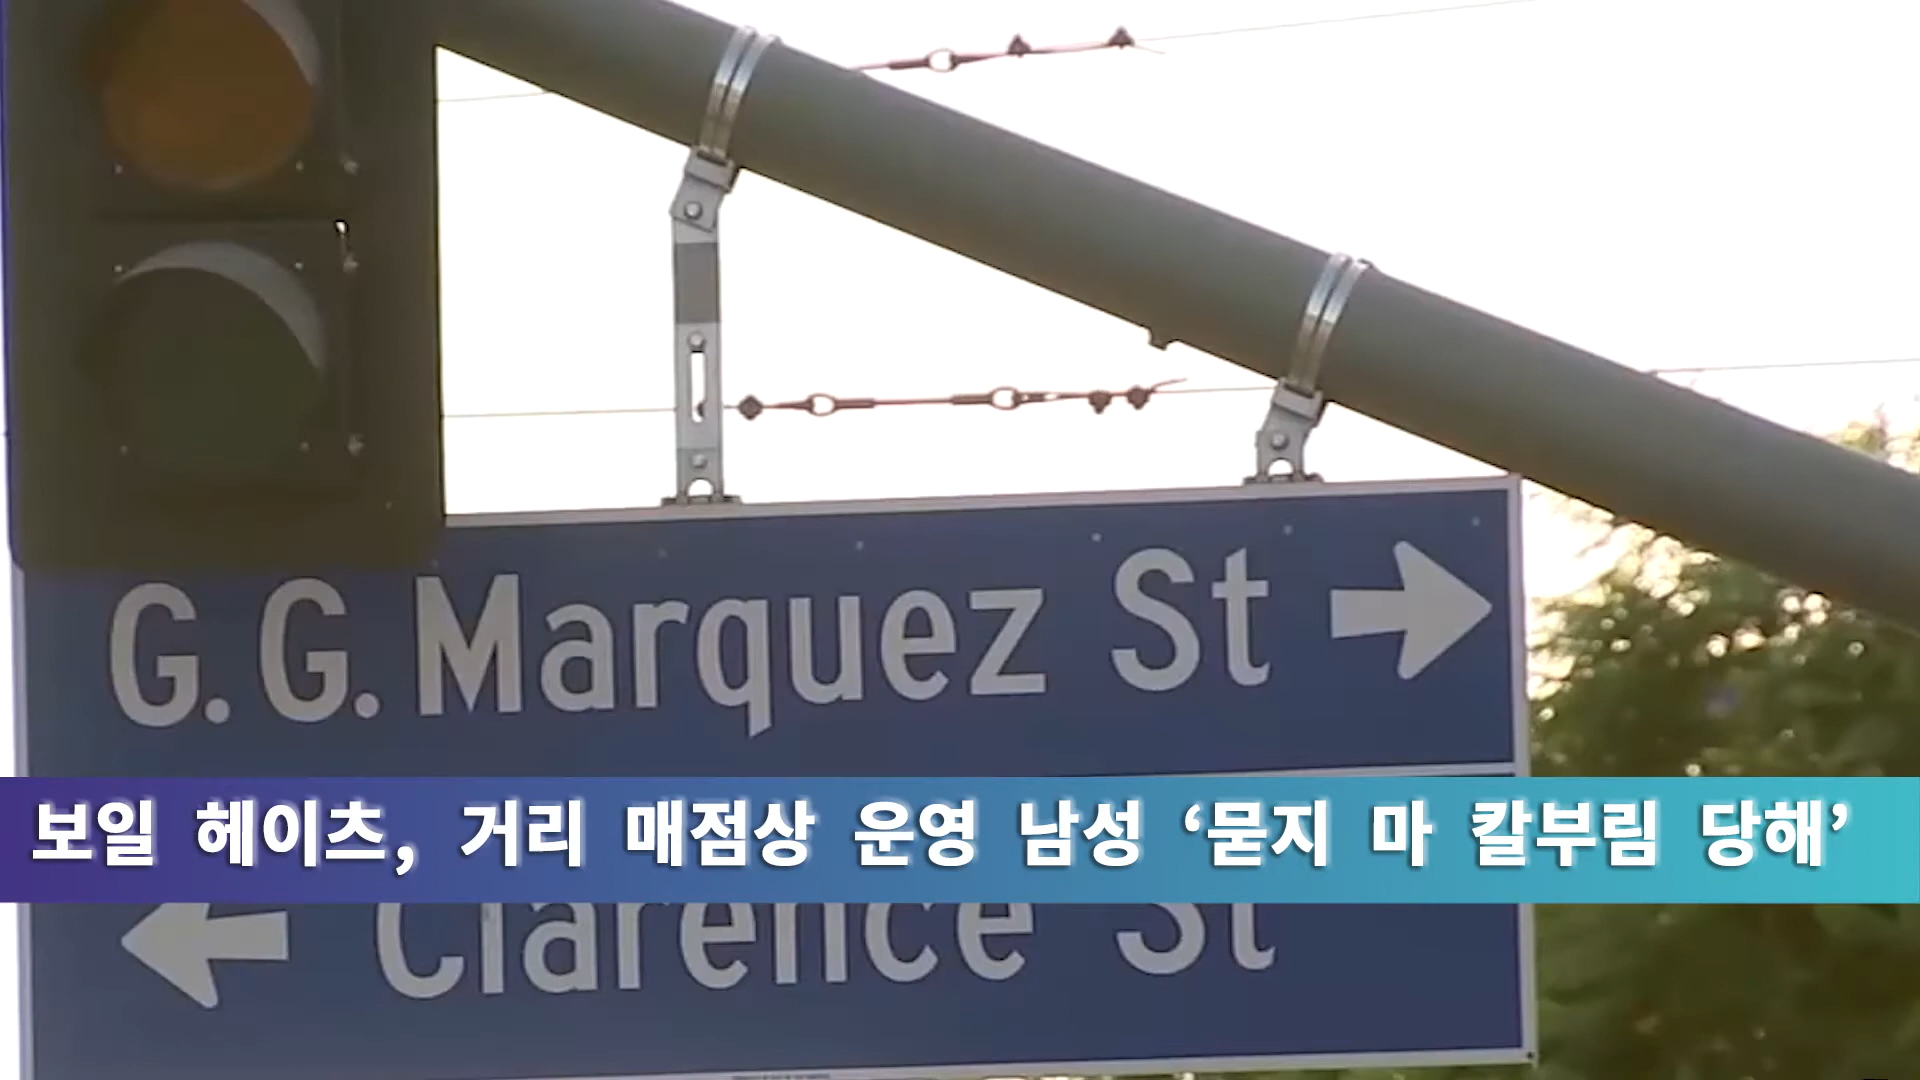 G. G. Marquez St
보일 헤이츠, 거리 매점상 운영 남성 ‘묻지 마 칼부림 당해’
Clarence St